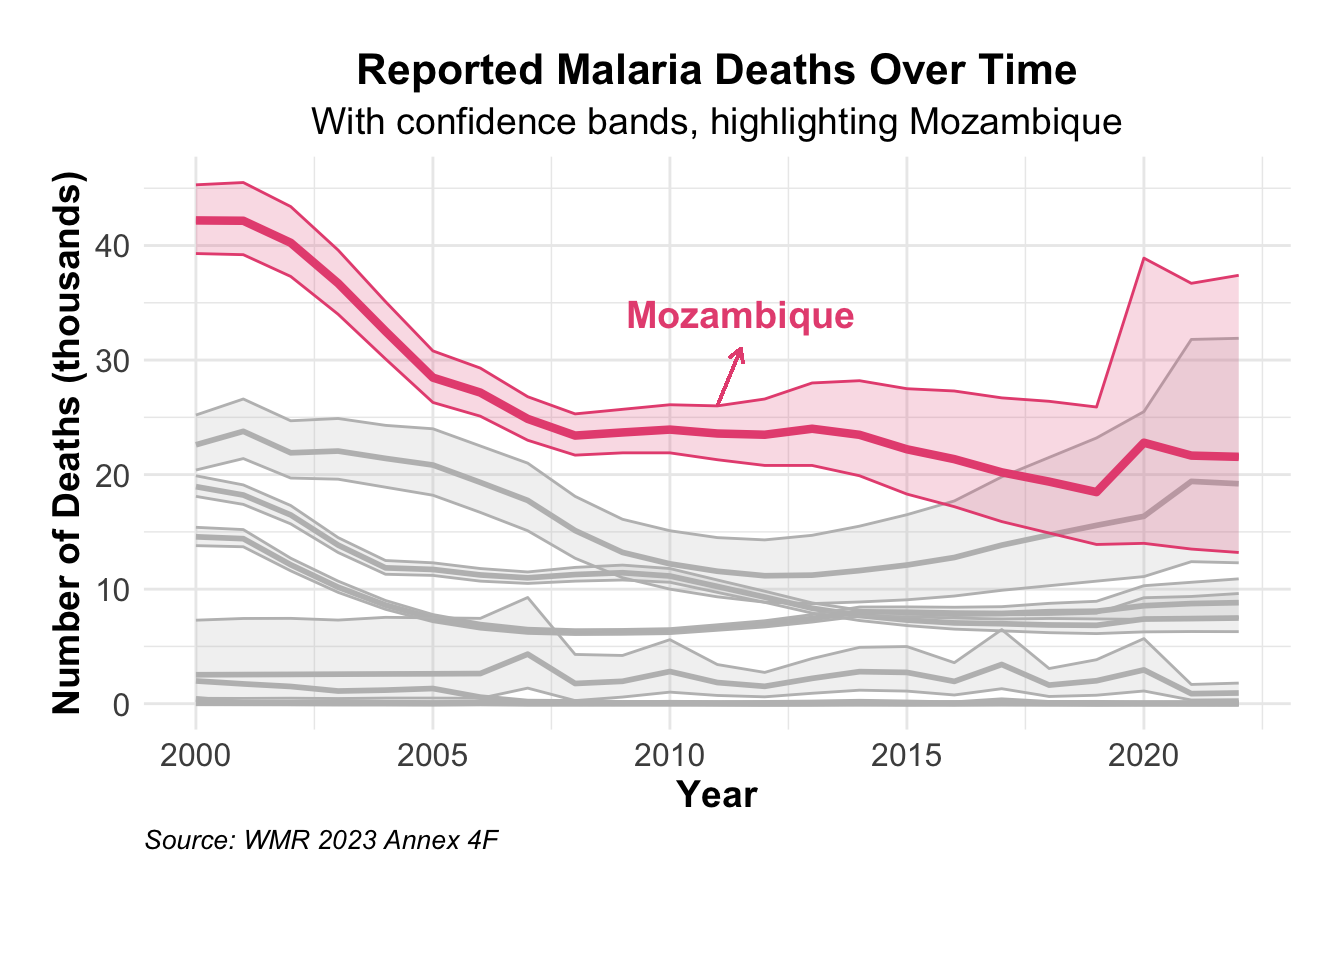 Reported Malaria Deaths Over Time
With confidence bands, highlighting Mozambique
Number of Deaths (thousands)
40
30
20
10
0
Mozambique
2000 2005 2010 2015 2020
Year
Source: WMR 2023 Annex 4F